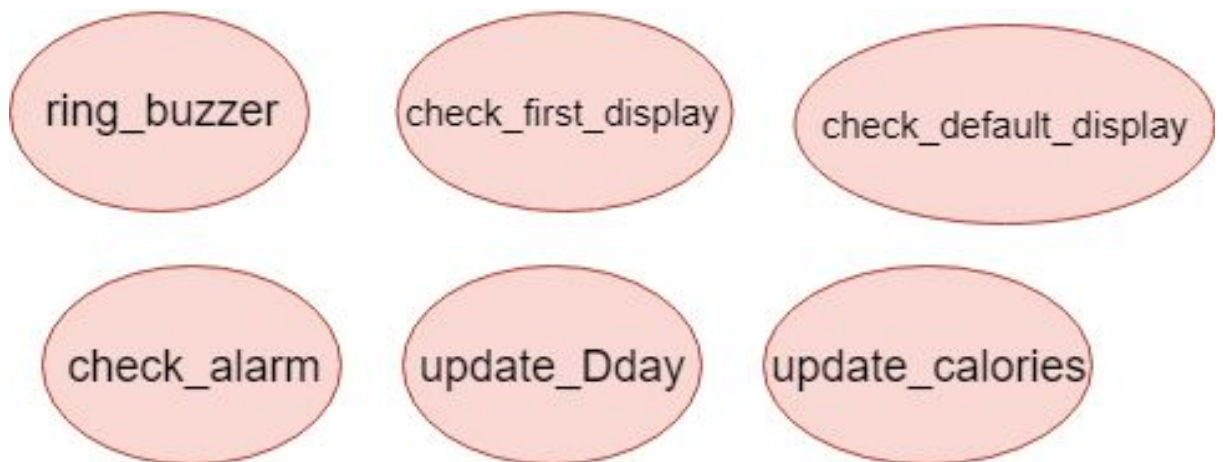 ring_buzzer
check_first_display
check_default_display
check_alarm
update_Dday
update_calories